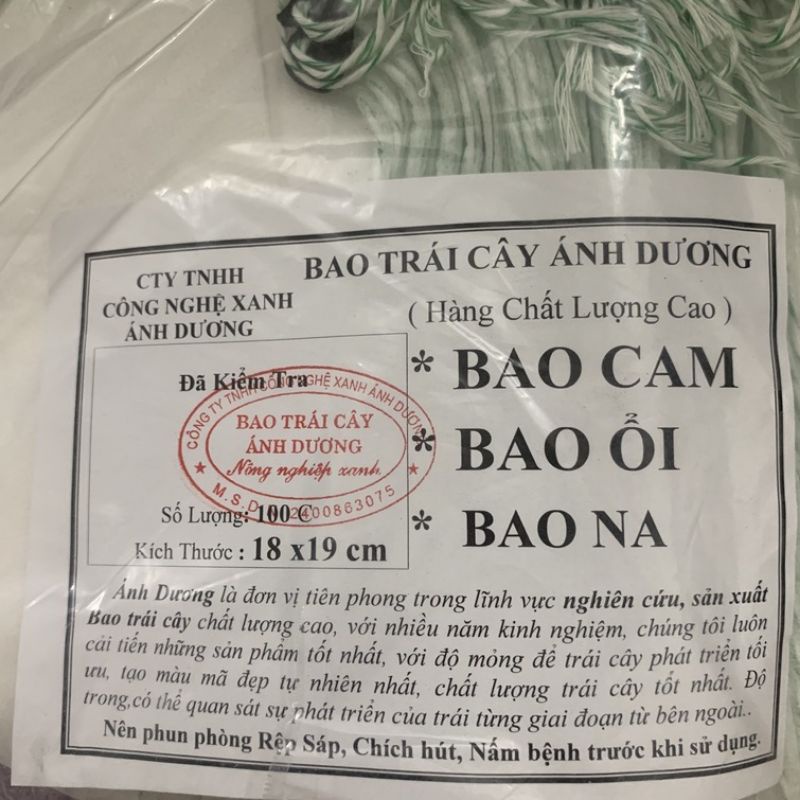 CTY TNHH
CÔNG NGHỆ XANH
ÁNH DƯƠNG
BAO TRÁI CÂY ÁNH DƯƠNG
( Hàng Chất Lượng Cao )
* BAO CAM
* BAO ỔI
* BAO NA
Đã Kiểm Tra
CÔNG TY TNHH CÔNG NGHỆ XANH ÁNH DƯƠNG
BAO TRÁI CÂY
ÁNH DƯƠNG
Nông nghiệp xanh
M.S.D.N: 2400863075
Số Lượng: 100 C
Kích Thước : 18 x19 cm
Ánh Dương là đơn vị tiên phong trong lĩnh vực nghiên cứu, sản xuất
Bao trái cây chất lượng cao, với nhiều năm kinh nghiệm, chúng tôi luôn
cải tiến những sản phẩm tốt nhất, với độ mỏng để trái cây phát triển tối
ưu, tạo màu mã đẹp tự nhiên nhất, chất lượng trái cây tốt nhất. Độ
trong,có thể quan sát sự phát triển của trái từng giai đoạn từ bên ngoài..
Nên phun phòng Rệp Sáp, Chích hút, Nấm bệnh trước khi sử dụng.